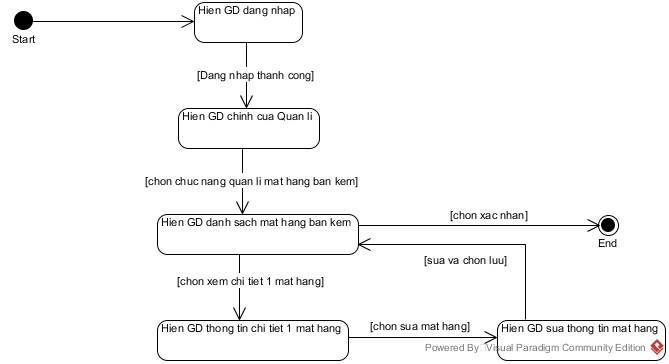 Hien GD dang nhap
Start
[Dang nhap thanh cong]
Hien GD chinh cua Quan li
[chon chuc nang quan li mat hang ban kem]
Hien GD danh sach mat hang ban kem
[chon xac nhan]
End
[sua va chon luu]
[chon xem chi tiet 1 mat hang]
Hien GD thong tin chi tiet 1 mat hang
[chon sua mat hang]
Hien GD sua thong tin mat hang
Powered By Visual Paradigm Community Edition